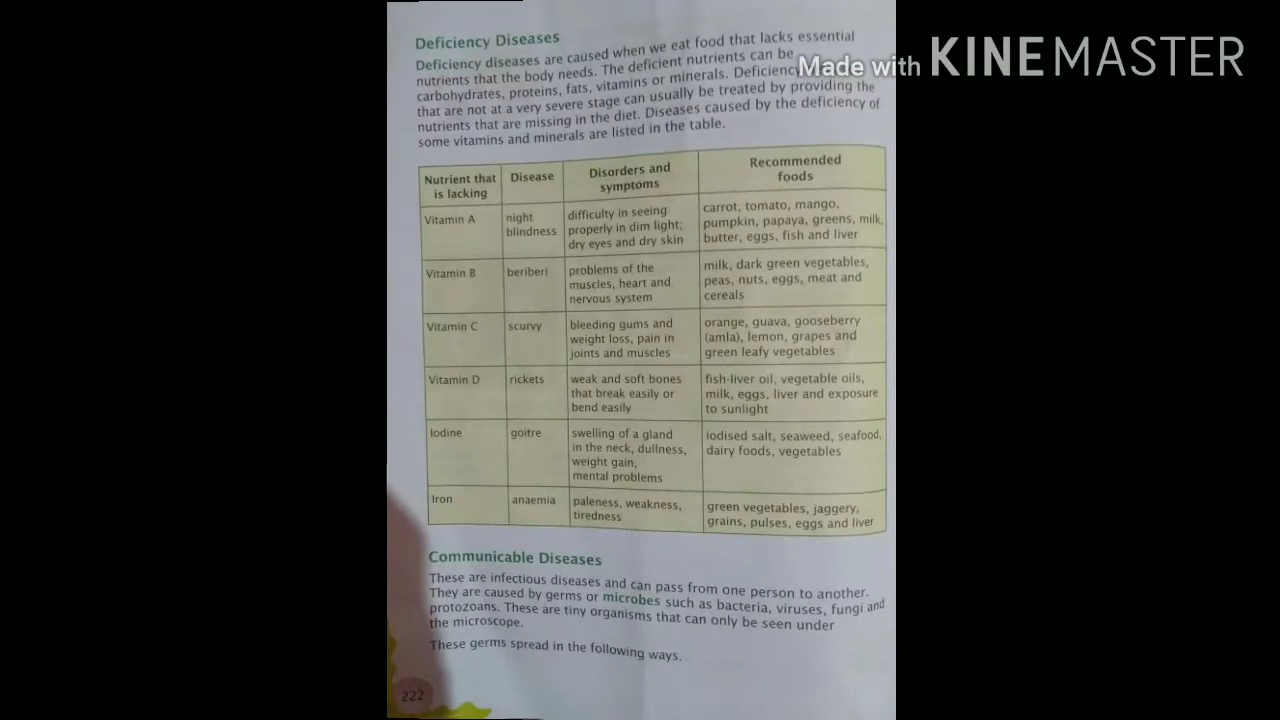 Made with KINEMASTER
Deficiency Diseases
Deficiency diseases are caused when we eat food that lacks essential
nutrients that the body needs. The deficient nutrients can be
carbohydrates, proteins, fats, vitamins or minerals. Deficiency
that are not at a very severe stage can usually be treated by providing the
nutrients that are missing in the diet. Diseases caused by the deficiency of
some vitamins and minerals are listed in the table.
Nutrient that
is lacking
Disease
Disorders and
symptoms
Recommended
foods
Vitamin A
night
blindness
difficulty in seeing
properly in dim light;
dry eyes and dry skin
carrot, tomato, mango,
pumpkin, papaya, greens, milk,
butter, eggs, fish and liver
Vitamin B
beriberi
problems of the
muscles, heart and
nervous system
milk, dark green vegetables,
peas, nuts, eggs, meat and
cereals
Vitamin C
scurvy
bleeding gums and
weight loss, pain in
joints and muscles
orange, guava, gooseberry
(amla), lemon, grapes and
green leafy vegetables
Vitamin D
rickets
weak and soft bones
that break easily or
bend easily
fish-liver oil, vegetable oils,
milk, eggs, liver and exposure
to sunlight
Iodine
goitre
swelling of a gland
in the neck, dullness,
weight gain,
mental problems
iodised salt, seaweed, seafood,
dairy foods, vegetables
Iron
anaemia
paleness, weakness,
tiredness
green vegetables, jaggery,
grains, pulses, eggs and liver
Communicable Diseases
These are infectious diseases and can pass from one person to another.
They are caused by germs or microbes such as bacteria, viruses, fungi and
protozoans. These are tiny organisms that can only be seen under
the microscope.
These germs spread in the following ways.
222